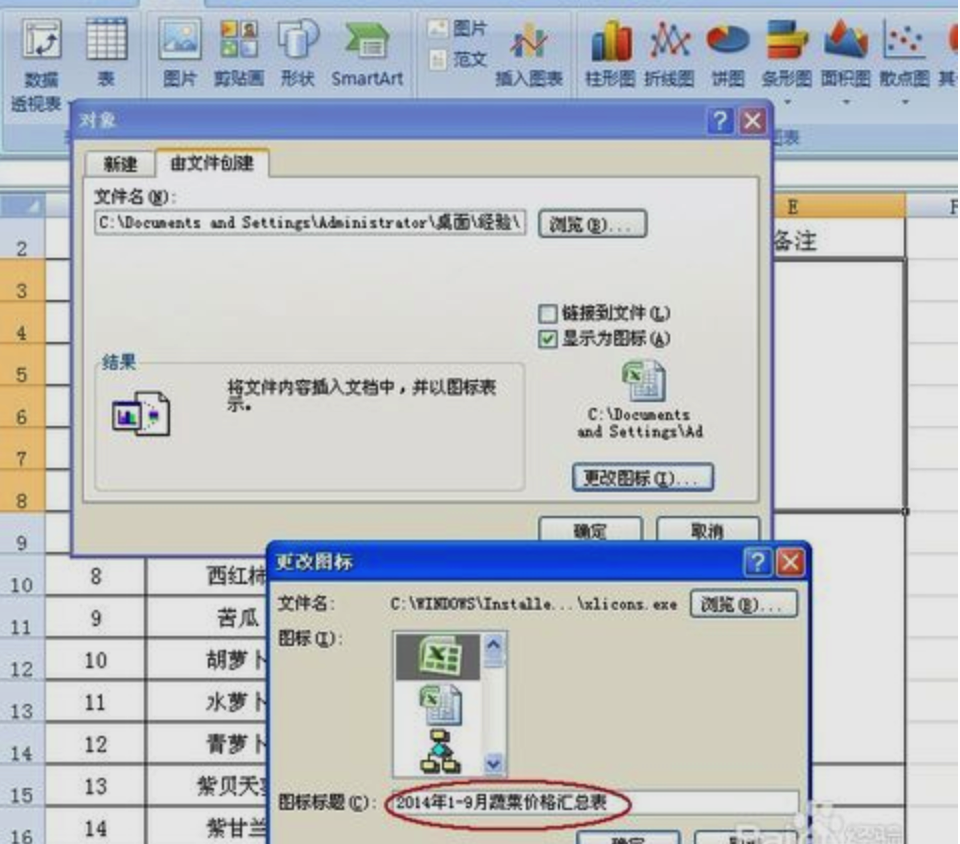 图片
范文
数据
透视表
表
图片
剪贴画
形状
SmartArt
插入图表
柱形图
折线图
饼图
条形图
面积图
散点图
其
图表
对象
新建
由文件创建
文件名(N):
C:\Documents and Settings\Administrator\桌面\经验\
浏览(B)...
链接到文件(L)
显示为图标(A)
结果
将文件内容插入文档中，并以图标表
示。
C:\Documents
and Settings\Ad
更改图标(I)...
确定
取消
E
F
备注
2
3
4
5
6
7
8
9
10 8 西红柿
11 9 苦瓜
12 10 胡萝卜
13 11 水萝卜
14 12 青萝卜
15 13 紫贝天
16 14 紫甘兰
更改图标
文件名: C:\WINDOWS\Installe...\xlicons.exe 浏览(B)...
图标(I):
图标标题(C): 2014年1-9月蔬菜价格汇总表
确定
取消
Bai 经验